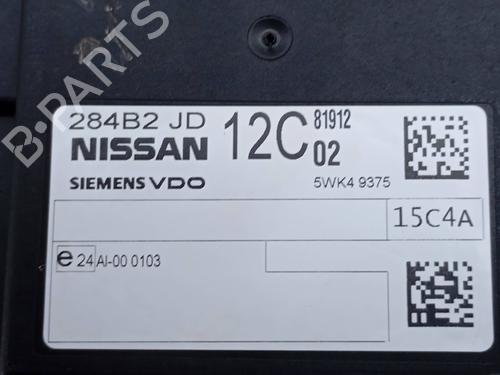 B-PARTS
284B2 JD 12C 81912
NISSAN 02
SIEMENS VDO 5WK4 9375
15C4A
e 24 AI-00 0103